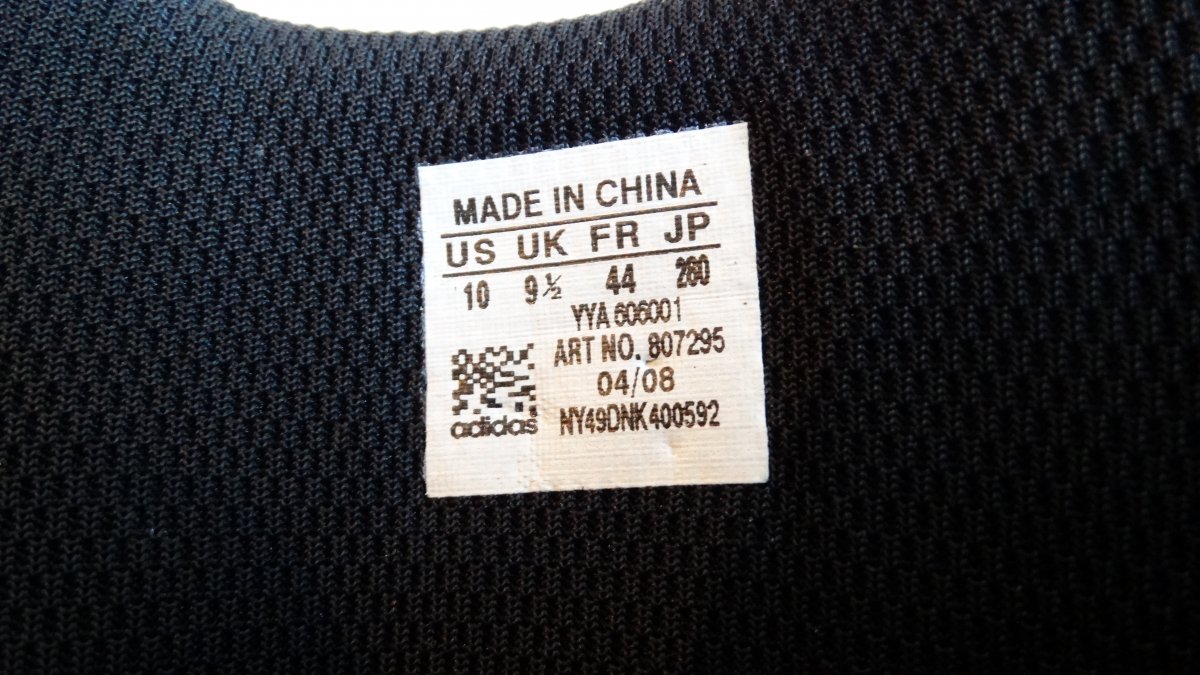 MADE IN CHINA
US UK FR JP
10 9½ 44 280
YYA 606001
ART NO. 807295
04/08
adidas NY49DNK400592